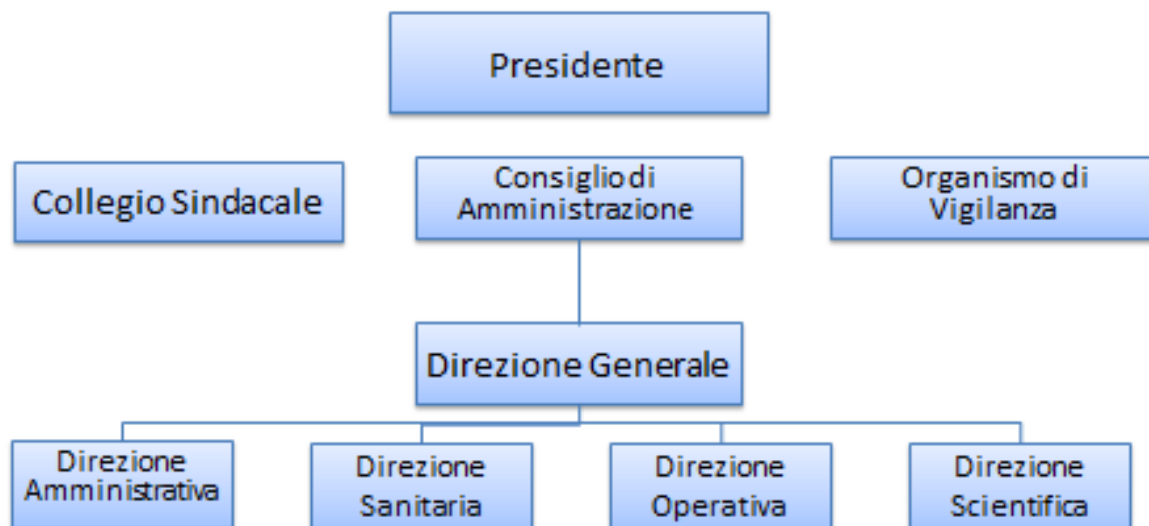 Presidente
Collegio Sindacale
Consiglio di
Amministrazione
Organismo di
Vigilanza
Direzione Generale
Direzione
Amministrativa
Direzione
Sanitaria
Direzione
Operativa
Direzione
Scientifica